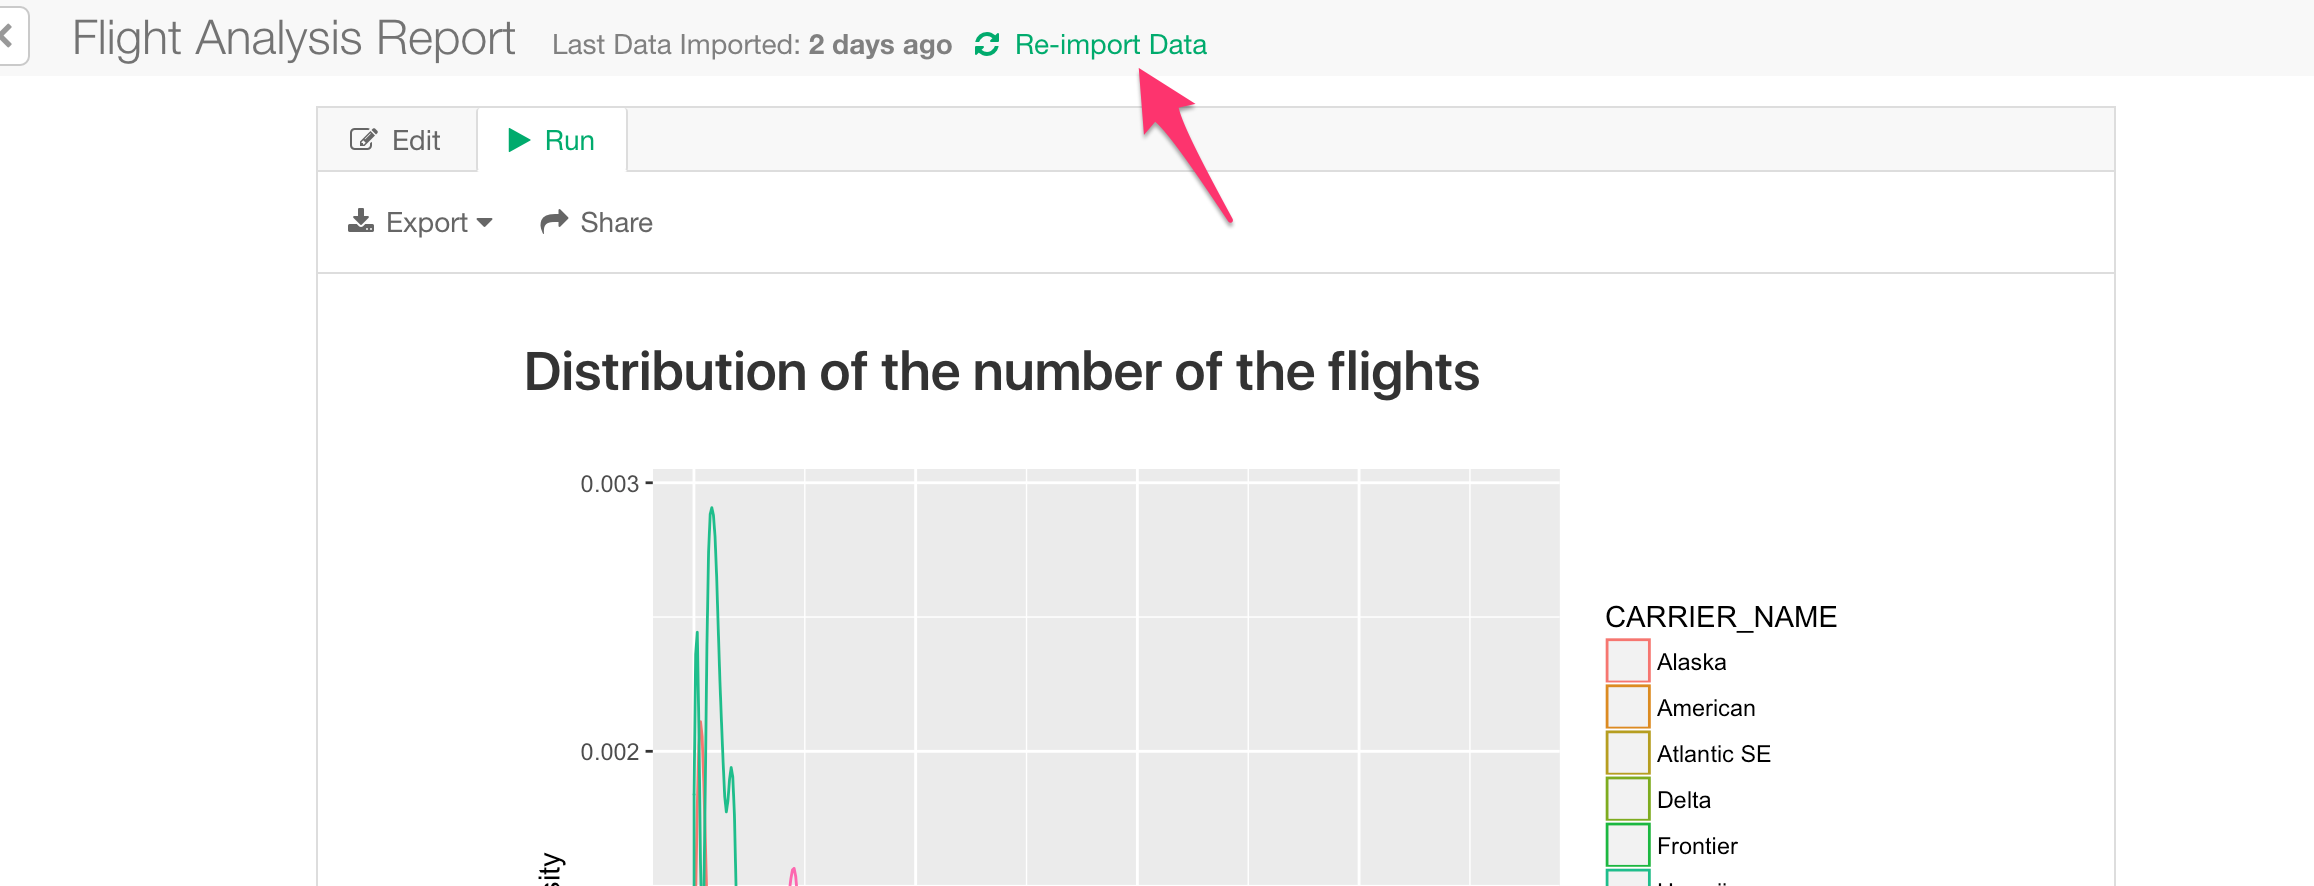 Flight Analysis Report Last Data Imported: 2 days ago Re-import Data
Edit Run
Export Share
Distribution of the number of the flights
0.003
0.002
CARRIER_NAME
Alaska
American
Atlantic SE
Delta
Frontier